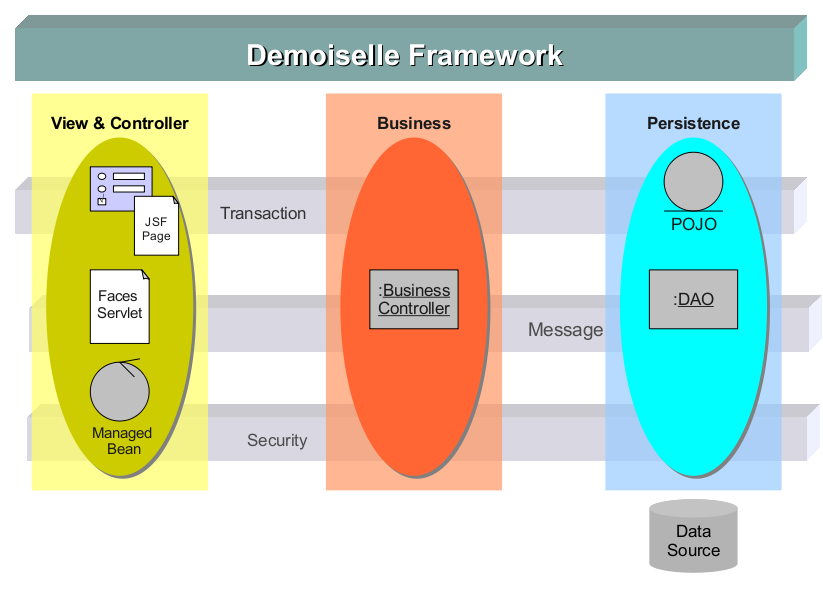 Demoiselle Framework
View & Controller
Business
Persistence
JSF
Page
Transaction
POJO
Faces
Servlet
:Business
Controller
:DAO
Message
Managed
Bean
Security
Data
Source